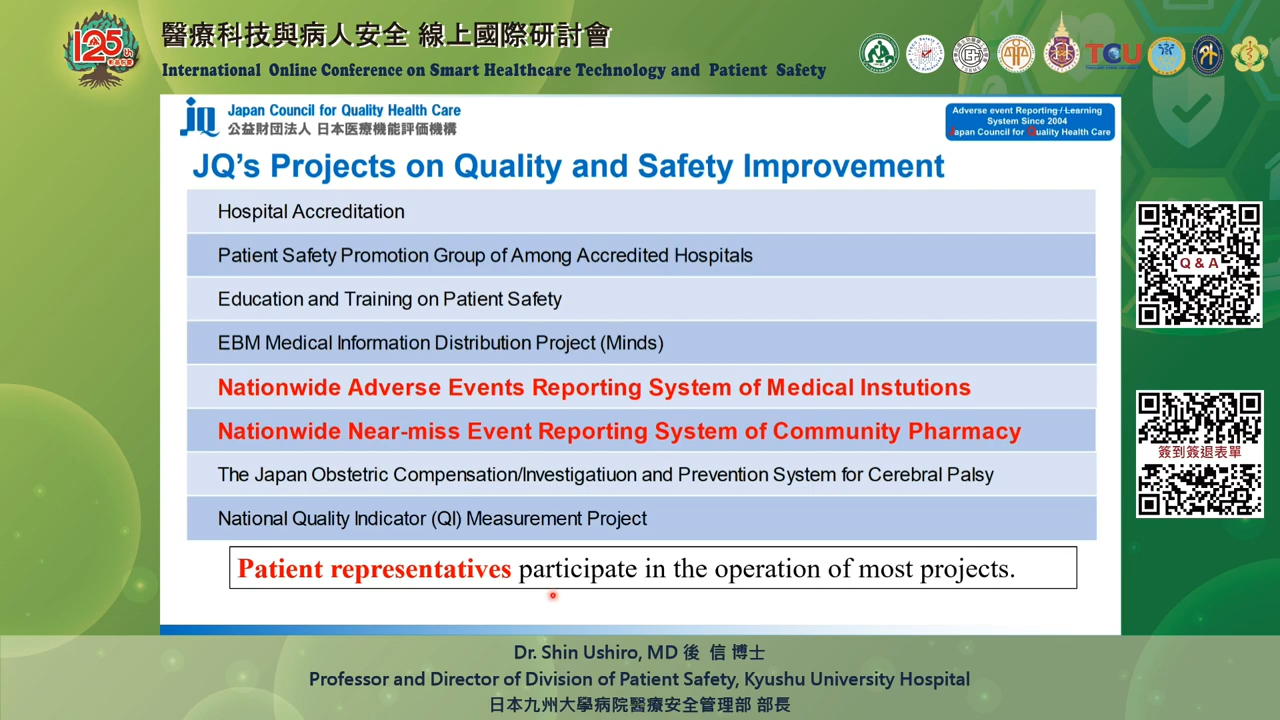 125
醫療科技與病人安全 線上國際研討會
International Online Conference on Smart Healthcare Technology and Patient Safety
TCU
JQ
Japan Council for Quality Health Care
公益財団法人 日本医療機能評価機構
Adverse event Reporting / Learning
System Since 2004
Japan Council for Quality Health Care
JQ's Projects on Quality and Safety Improvement
Hospital Accreditation
Patient Safety Promotion Group of Among Accredited Hospitals
Education and Training on Patient Safety
EBM Medical Information Distribution Project (Minds)
Nationwide Adverse Events Reporting System of Medical Instutions
Nationwide Near-miss Event Reporting System of Community Pharmacy
The Japan Obstetric Compensation/Investigatiuon and Prevention System for Cerebral Palsy
National Quality Indicator (QI) Measurement Project
Patient representatives participate in the operation of most projects.
Q & A
簽到簽退表單
Dr. Shin Ushiro, MD 後 信 博士
Professor and Director of Division of Patient Safety, Kyushu University Hospital
日本九州大學病院醫療安全管理部 部長